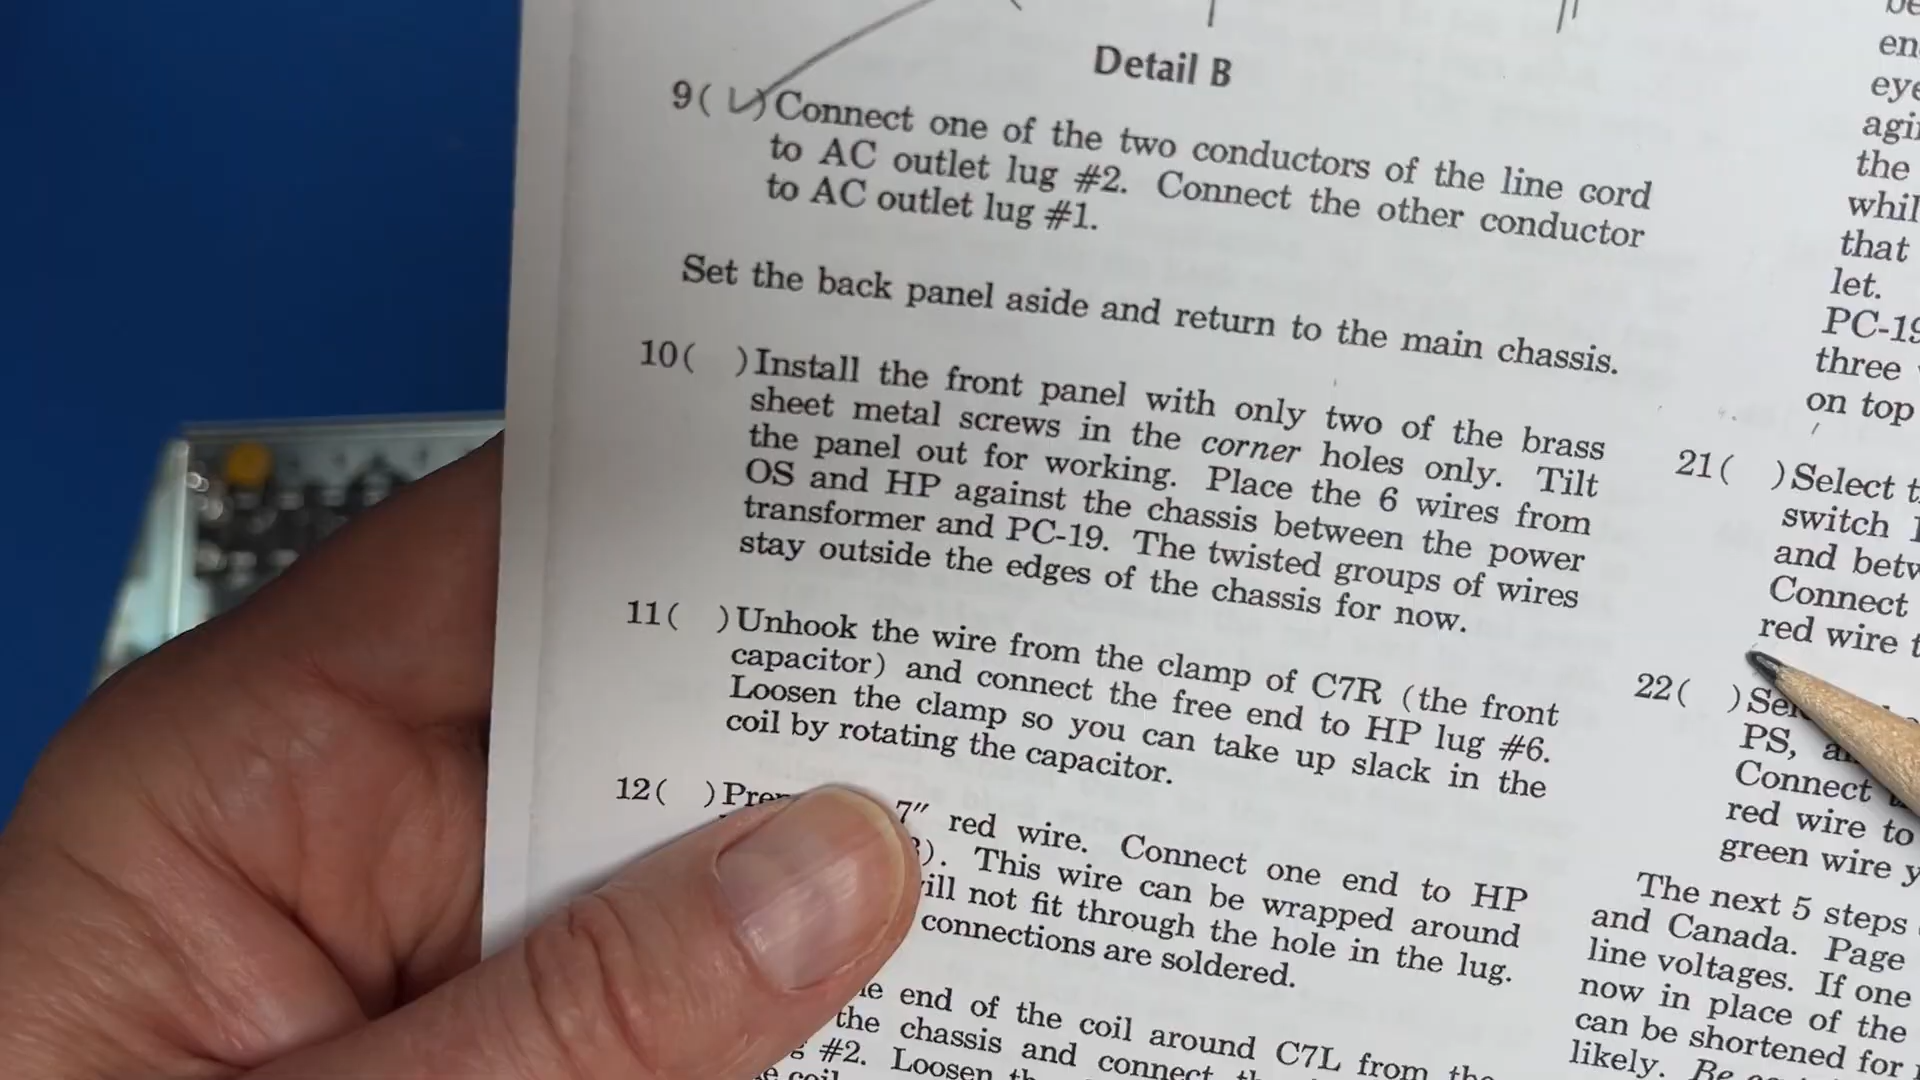 Detail B
9( ✓)Connect one of the two conductors of the line cord
to AC outlet lug #2. Connect the other conductor
to AC outlet lug #1.
Set the back panel aside and return to the main chassis.
10( )Install the front panel with only two of the brass
sheet metal screws in the corner holes only. Tilt
the panel out for working. Place the 6 wires from
OS and HP against the chassis between the power
transformer and PC-19. The twisted groups of wires
stay outside the edges of the chassis for now.
11( )Unhook the wire from the clamp of C7R (the front
capacitor) and connect the free end to HP lug #6.
Loosen the clamp so you can take up slack in the
coil by rotating the capacitor.
12( ) 7″ red wire. Connect one end to HP
). This wire can be wrapped around
will not fit through the hole in the lug.
connections are soldered.
end of the coil around C7L from the
the chassis and connect
#2. Loosen
coil
the
that
let.
PC-19
three
on top
21( )Select
switch
and
Connect
red wire
22( )
PS,
Connect
red wire to
green wire
The next 5 steps
and Canada. Page
line voltages. If one
now in place of the
can be shortened for
likely. Be